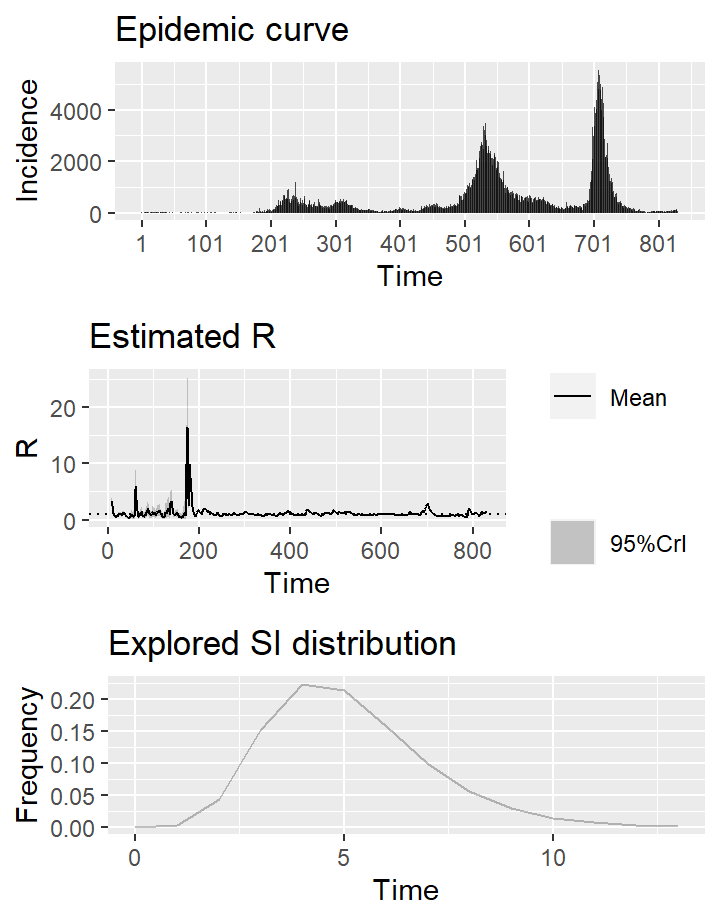 Epidemic curve
Incidence
4000
2000
0
1 101 201 301 401 501 601 701 801
Time
Estimated R
R
20
10
0
0 200 400 600 800
Time
Mean
95%CrI
Explored SI distribution
Frequency
0.20
0.15
0.10
0.05
0.00
0 5 10
Time